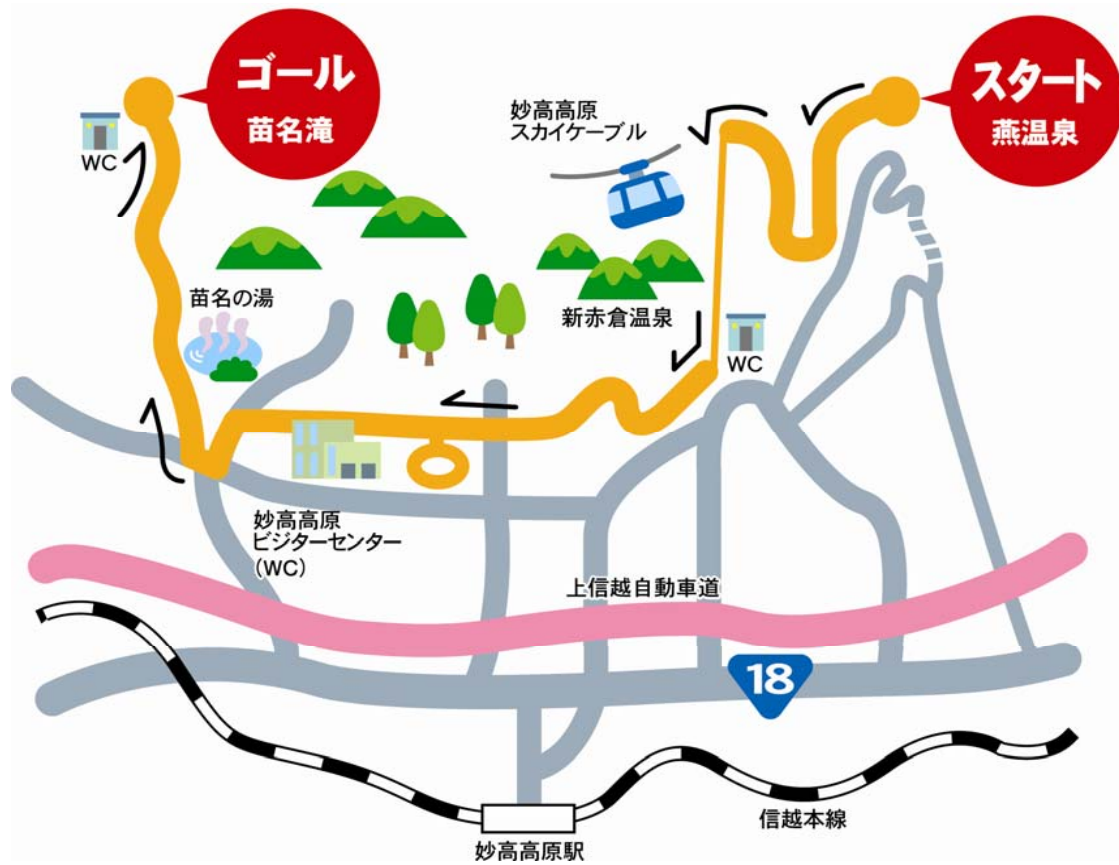 ゴール
苗名滝
スタート
燕温泉
妙高高原
スカイケーブル
WC
苗名の湯
新赤倉温泉
WC
妙高高原
ビジターセンター
(WC)
上信越自動車道
18
信越本線
妙高高原駅